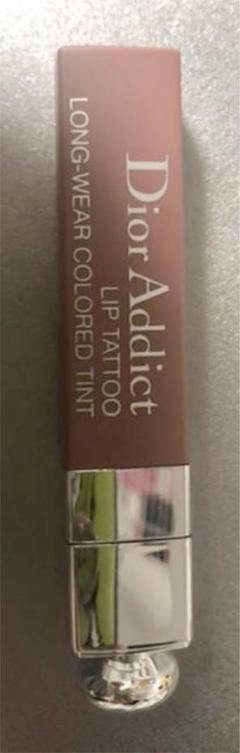 Dior Addict
LIP TATTOO
LONG-WEAR COLORED TINT